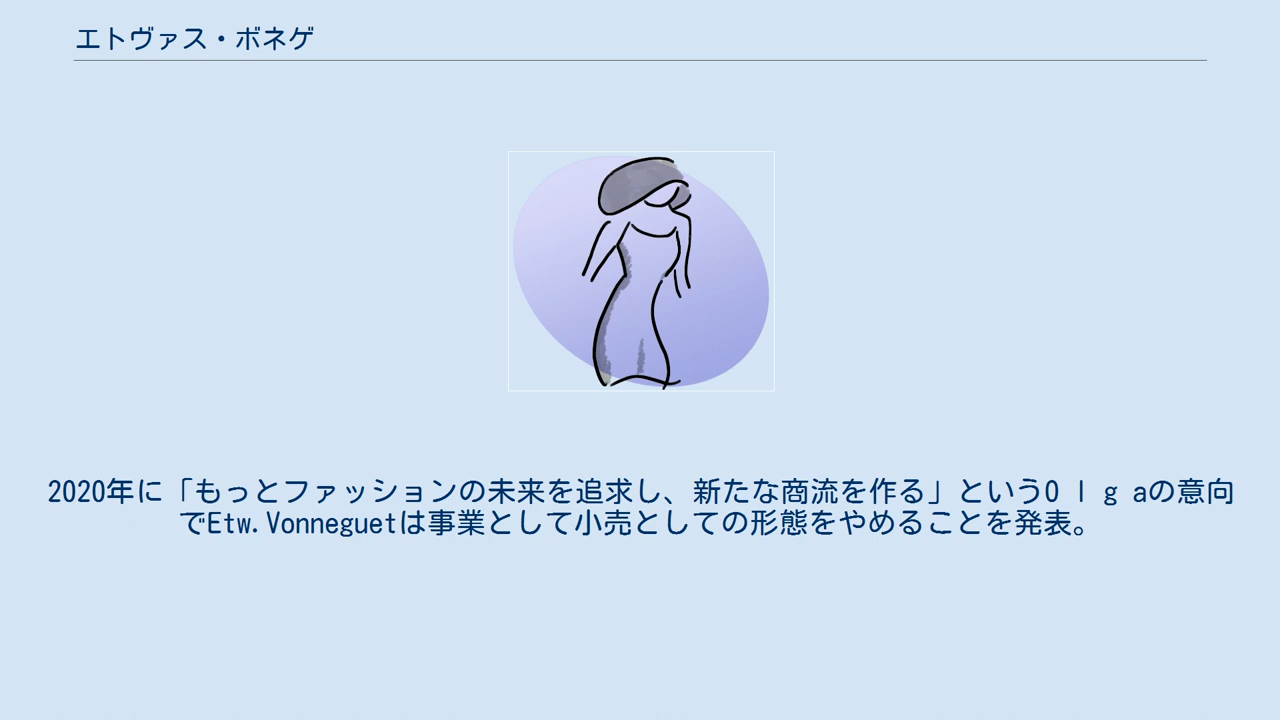 エトヴァス・ボネゲ
2020年に「もっとファッションの未来を追求し、新たな商流を作る」というＯｌｇａの意向
でEtw.Vonneguetは事業として小売としての形態をやめることを発表。